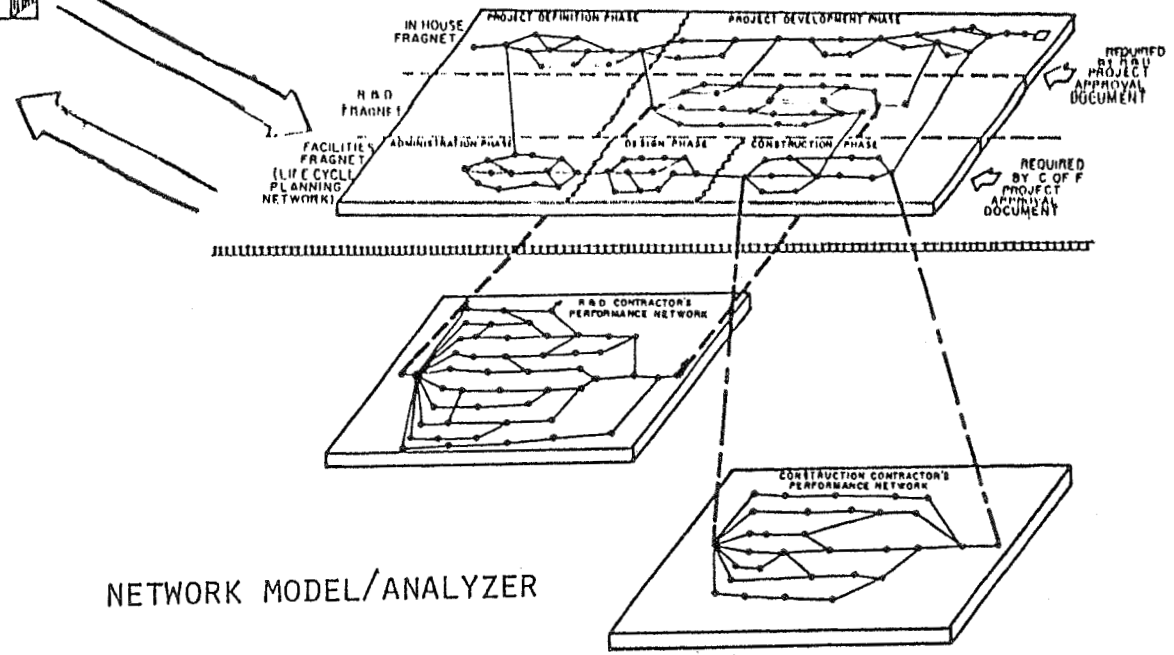 PROJECT DEFINITION PHASE
PROJECT DEVELOPMENT PHASE
IN HOUSE
FRAGNET
R & D
FRAGNET
FACILITIES
FRAGNET
(LIFE CYCLE
PLANNING
NETWORK)
ADMINISTRATION PHASE
DESIGN PHASE
CONSTRUCTION PHASE
REQUIRED
BY R&D
PROJECT
APPROVAL
DOCUMENT
REQUIRED
BY C OF F
PROJECT
APPROVAL
DOCUMENT
R & D CONTRACTOR'S
PERFORMANCE NETWORK
CONSTRUCTION CONTRACTOR'S
PERFORMANCE NETWORK
NETWORK MODEL/ANALYZER